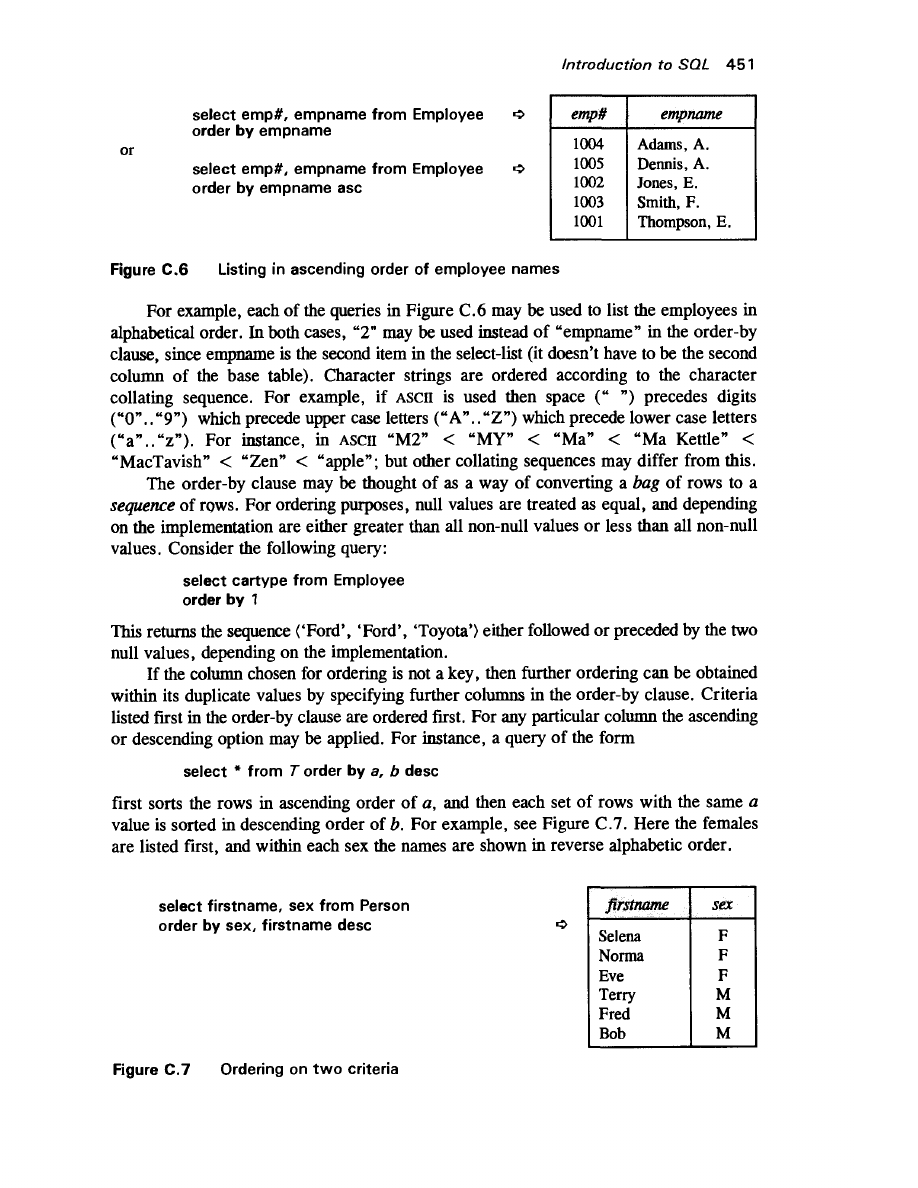 Introduction to SQL 451
select emp#, empname from Employee ➪
order by empname
or
select emp#, empname from Employee ➪
order by empname asc
emp# empname
1004 Adams, A.
1005 Dennis, A.
1002 Jones, E.
1003 Smith, F.
1001 Thompson, E.
Figure C.6 Listing in ascending order of employee names
For example, each of the queries in Figure C.6 may be used to list the employees in
alphabetical order. In both cases, “2” may be used instead of “empname” in the order-by
clause, since empname is the second item in the select-list (it doesn’t have to be the second
column of the base table). Character strings are ordered according to the character
collating sequence. For example, if ASCII is used then space (“ ”) precedes digits
(“0”..“9”) which precede upper case letters (“A”..“Z”) which precede lower case letters
(“a”..“z”). For instance, in ASCII “M2” < “MY” < “Ma” < “Ma Kettle” <
“MacTavish” < “Zen” < “apple”; but other collating sequences may differ from this.
The order-by clause may be thought of as a way of converting a bag of rows to a
sequence of rows. For ordering purposes, null values are treated as equal, and depending
on the implementation are either greater than all non-null values or less than all non-null
values. Consider the following query:
select cartype from Employee
order by 1
This returns the sequence ⟨‘Ford’, ‘Ford’, ‘Toyota’⟩ either followed or preceded by the two
null values, depending on the implementation.
If the column chosen for ordering is not a key, then further ordering can be obtained
within its duplicate values by specifying further columns in the order-by clause. Criteria
listed first in the order-by clause are ordered first. For any particular column the ascending
or descending option may be applied. For instance, a query of the form
select * from T order by a, b desc
first sorts the rows in ascending order of a, and then each set of rows with the same a
value is sorted in descending order of b. For example, see Figure C.7. Here the females
are listed first, and within each sex the names are shown in reverse alphabetic order.
select firstname, sex from Person
order by sex, firstname desc ➪
firstname sex
Selena F
Norma F
Eve F
Terry M
Fred M
Bob M
Figure C.7 Ordering on two criteria